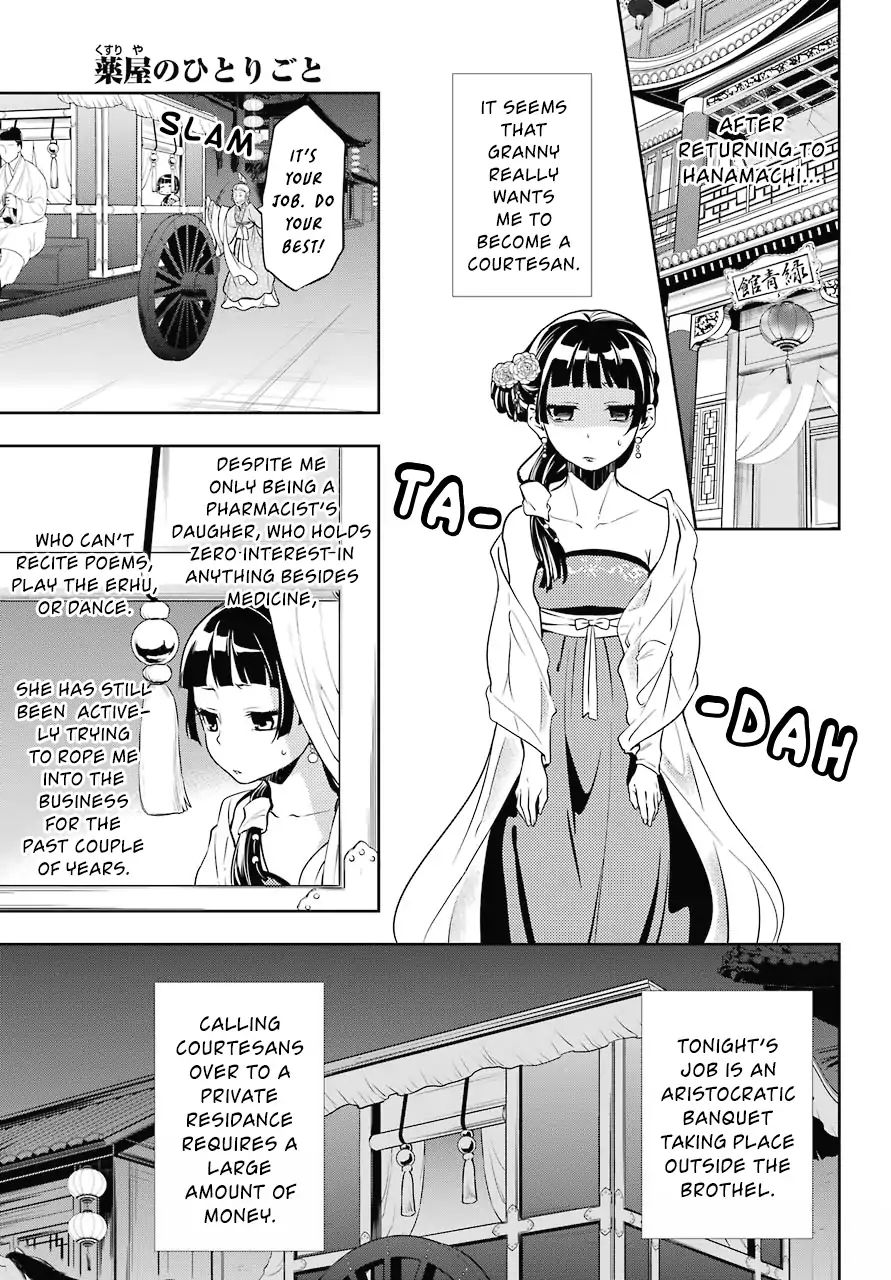 AFTER
RETURNING TO
HANAMACHI...
緑青館
IT SEEMS
THAT
GRANNY
REALLY
WANTS
ME TO
BECOME A
COURTESAN.
TA-
-DAH
くすり や
薬屋のひとりごと
SLAM
IT'S
YOUR
JOB. DO
YOUR
BEST!
DESPITE ME
ONLY BEING A
PHARMACIST'S
DAUGHER, WHO HOLDS
ZERO INTEREST IN
ANYTHING BESIDES
MEDICINE,
WHO CAN'T
RECITE POEMS,
PLAY THE ERHU,
OR DANCE.
SHE HAS STILL
BEEN ACTIVE-
LY TRYING
TO ROPE ME
INTO THE
BUSINESS
FOR THE
PAST COUPLE
OF YEARS.
TONIGHT'S
JOB IS AN
ARISTOCRATIC
BANQUET
TAKING PLACE
OUTSIDE THE
BROTHEL.
CALLING
COURTESANS
OVER TO A
PRIVATE
RESIDANCE
REQUIRES A
LARGE
AMOUNT OF
MONEY.